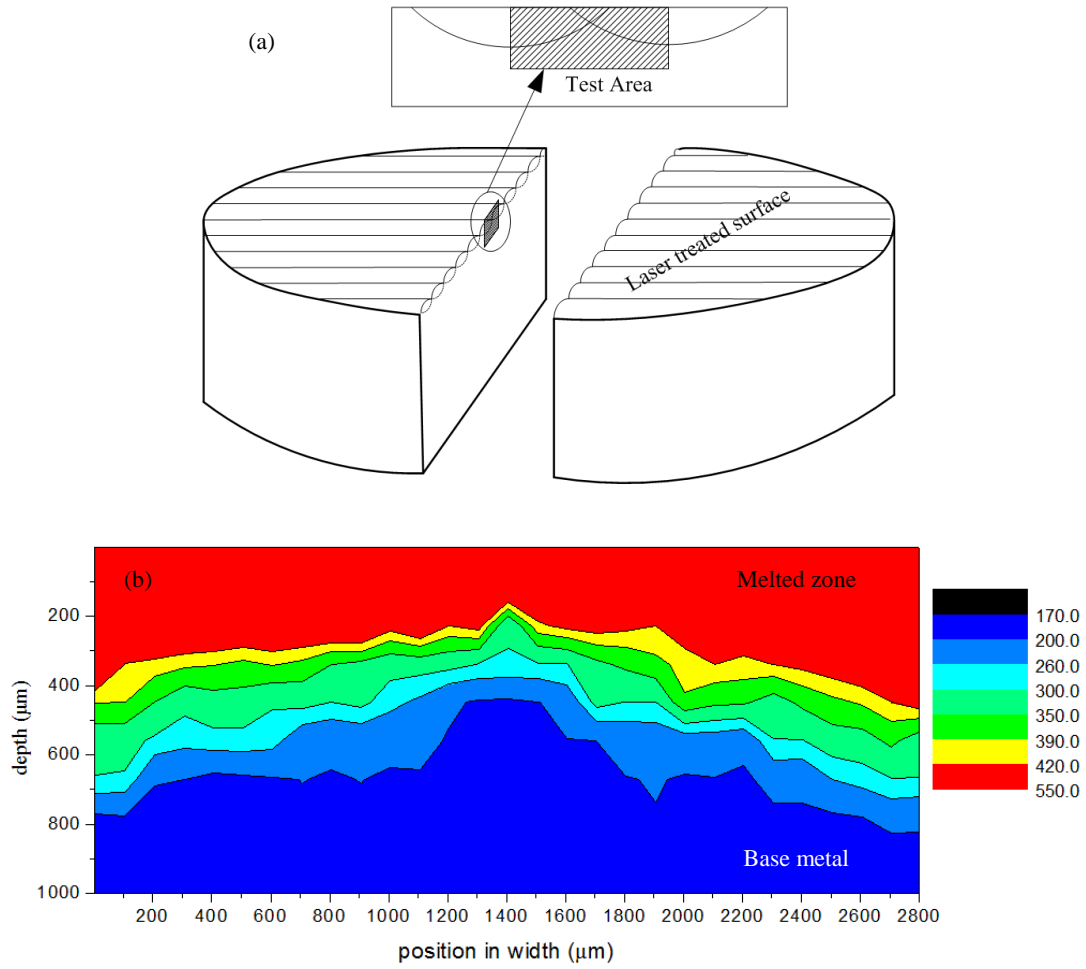 (a)
Test Area
Laser treated surface
(b)
Melted zone
Base metal
depth (µm)
200
400
600
800
1000
200 400 600 800 1000 1200 1400 1600 1800 2000 2200 2400 2600 2800
position in width (µm)
170.0
200.0
260.0
300.0
350.0
390.0
420.0
550.0